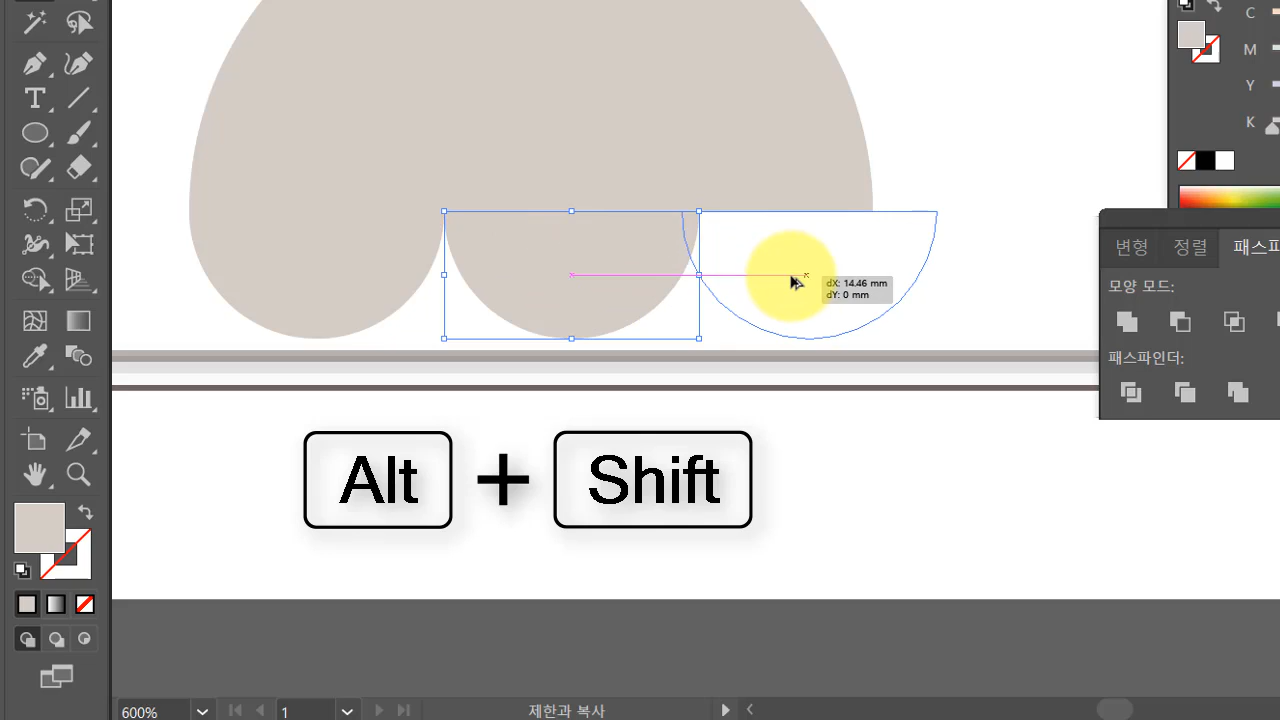 C
M
Y
K
T
변형 정렬 패스파
모양 모드:
dX: 14.46 mm
dY: 0 mm
패스파인더:
Alt + Shift
600% 1 제한과 복사